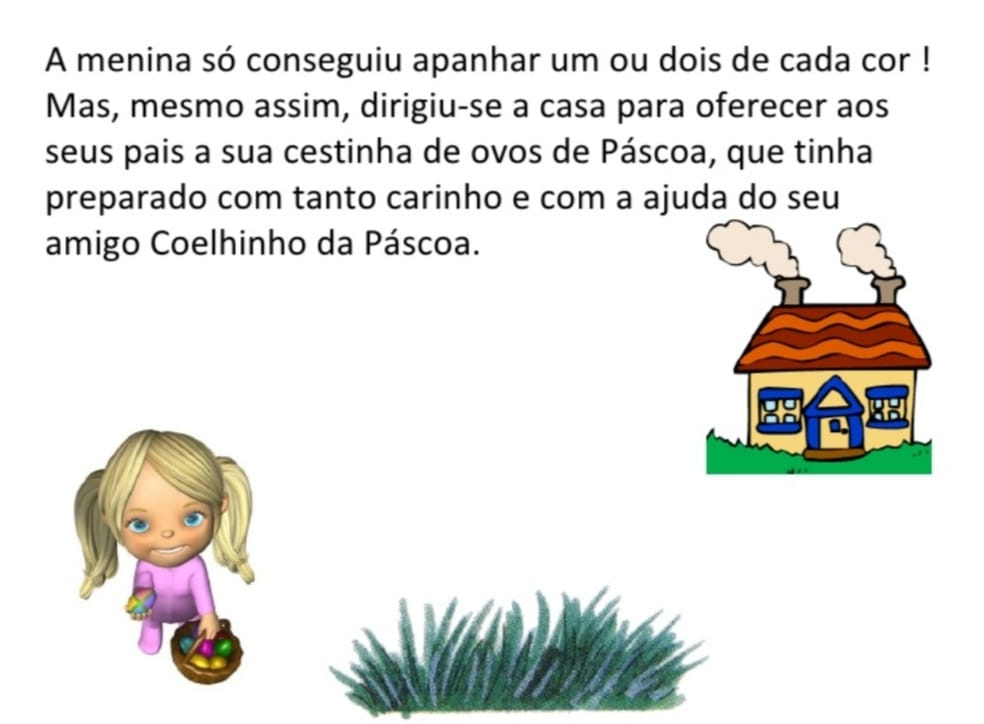 A menina só conseguiu apanhar um ou dois de cada cor !
Mas, mesmo assim, dirigiu-se a casa para oferecer aos
seus pais a sua cestinha de ovos de Páscoa, que tinha
preparado com tanto carinho e com a ajuda do seu
amigo Coelhinho da Páscoa.